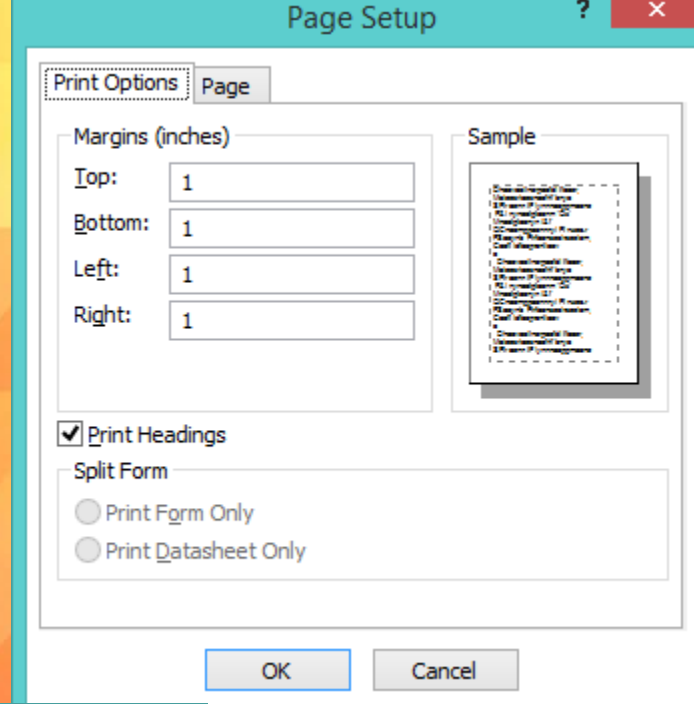 Page Setup ?
Print Options Page
Margins (inches)
Top: 1
Bottom: 1
Left: 1
Right: 1
Sample
Print Headings
Split Form
Print Form Only
Print Datasheet Only
OK Cancel